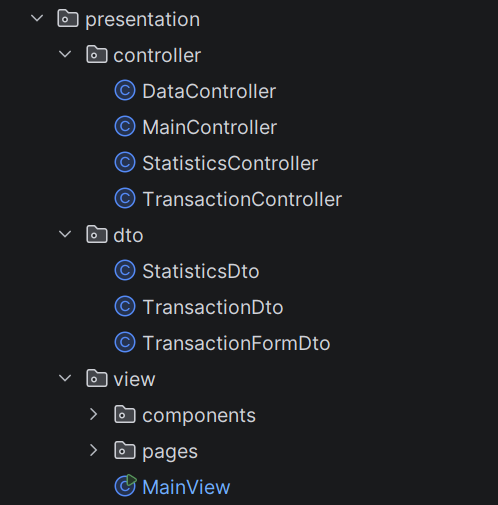 presentation
controller
DataController
MainController
StatisticsController
TransactionController
dto
StatisticsDto
TransactionDto
TransactionFormDto
view
components
pages
MainView